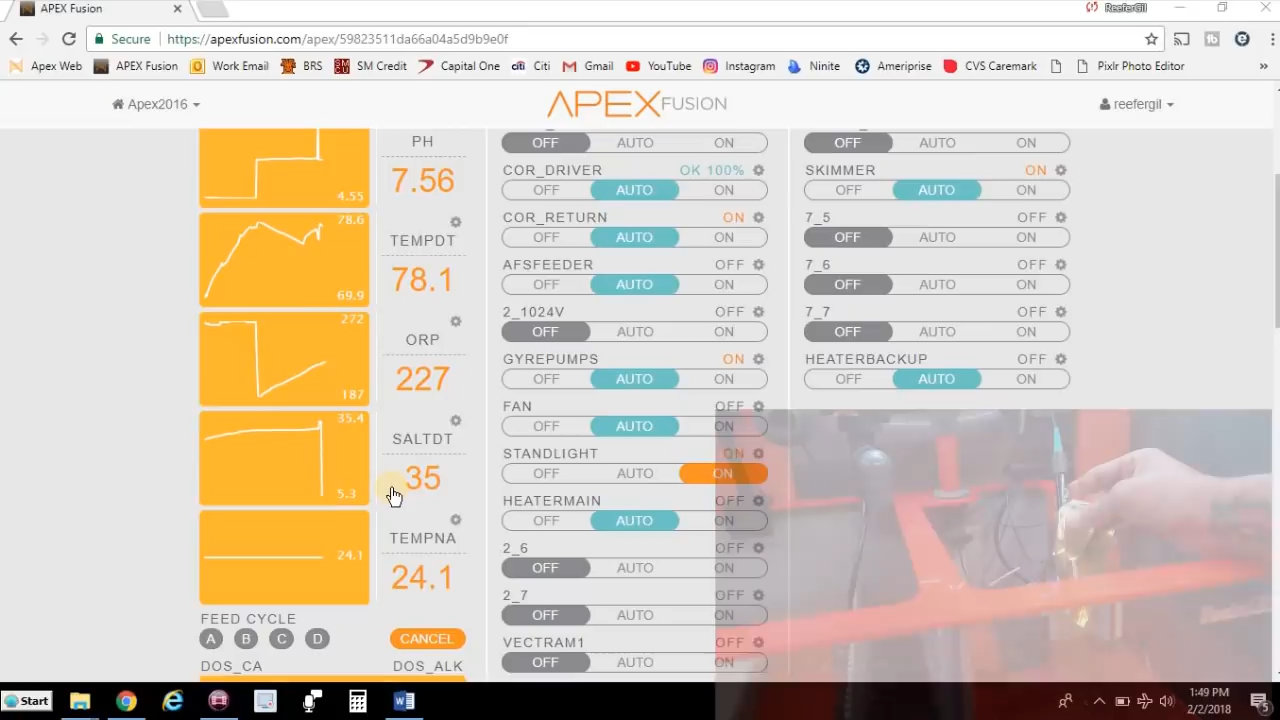 APEX Fusion
ReeferGil
Secure https://apexfusion.com/apex/59823511da66a04a5d9b9e0f
Apex Web APEX Fusion Work Email BRS SM Credit Capital One Citi Gmail YouTube Instagram Ninite Ameriprise CVS Caremark Pixlr Photo Editor »
Apex2016 APEXFUSION reefergil
4.55
PH
7.56
78.6
69.9
TEMPDT
78.1
272
187
ORP
227
35.4
5.3
SALTDT
35
24.1
TEMPNA
24.1
FEED CYCLE
A B C D CANCEL
DOS_CA DOS_ALK
OFF AUTO ON
COR_DRIVER OK 100%
OFF AUTO ON
COR_RETURN ON
OFF AUTO ON
AFSFEEDER OFF
OFF AUTO ON
2_1024V OFF
OFF AUTO ON
GYREPUMPS ON
OFF AUTO ON
FAN OFF
OFF AUTO ON
STANDLIGHT ON
OFF AUTO ON
HEATERMAIN OFF
OFF AUTO ON
2_6 OFF
OFF AUTO ON
2_7 OFF
OFF AUTO ON
VECTRAM1 OFF
OFF AUTO ON
OFF AUTO ON
SKIMMER ON
OFF AUTO ON
7_5 OFF
OFF AUTO ON
7_6 OFF
OFF AUTO ON
7_7 OFF
OFF AUTO ON
HEATERBACKUP OFF
OFF AUTO ON
Start
1:49 PM
2/2/2018
5